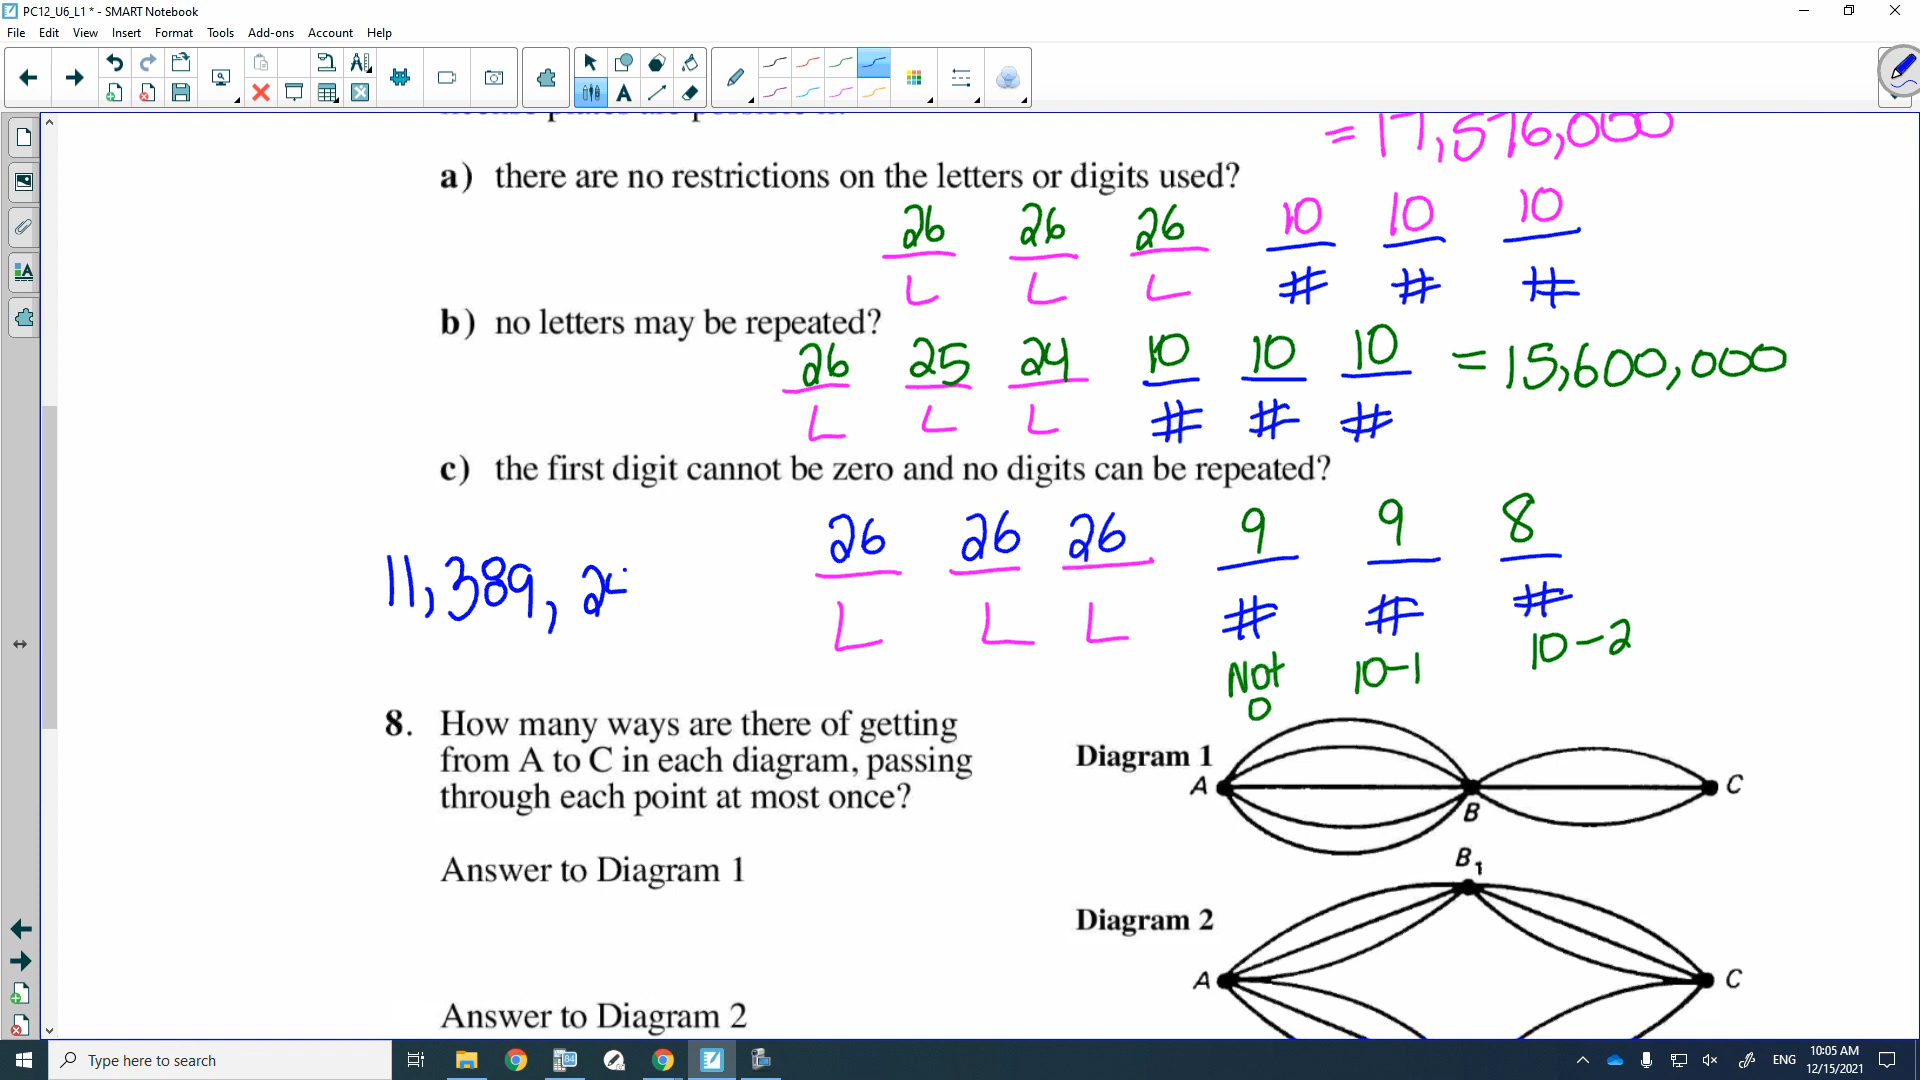 PC12_U6_L1 * - SMART Notebook
File Edit View Insert Format Tools Add-ons Account Help
= 17,576,000
a) there are no restrictions on the letters or digits used?
26 26 26 10 10 10
L L L # # #
b) no letters may be repeated?
26 25 24 10 10 10 = 15,600,000
L L L # # #
c) the first digit cannot be zero and no digits can be repeated?
26 26 26 9 9 8
11,389,
L L L # # #
Not 0 10-1 10-2
8. How many ways are there of getting
from A to C in each diagram, passing
through each point at most once?
Diagram 1
A B C
Answer to Diagram 1
B1
Diagram 2
A C
Answer to Diagram 2
Type here to search
84
ENG
10:05 AM
12/15/2021